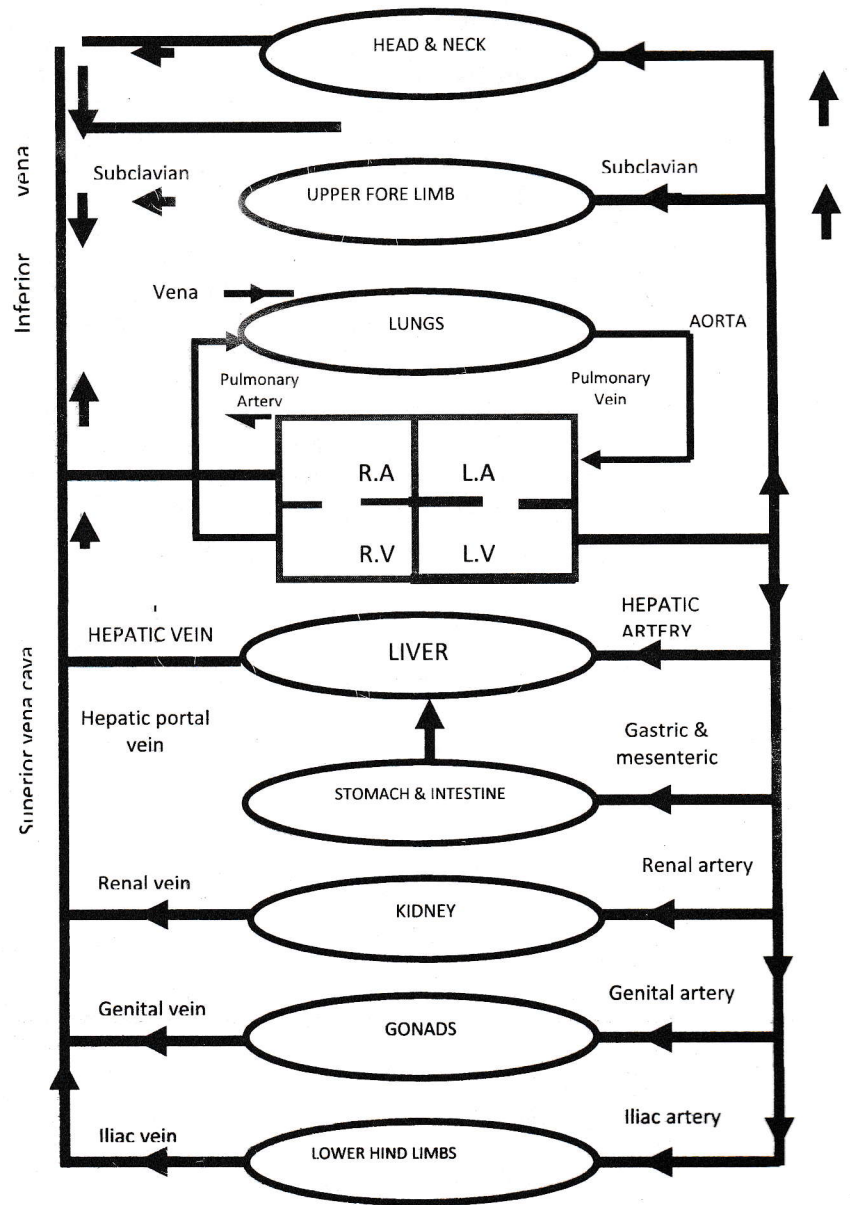 HEAD & NECK
Inferior vena
Subclavian
UPPER FORE LIMB
Subclavian
Vena
LUNGS
AORTA
Pulmonary
Artery
Pulmonary
Vein
R.A
L.A
R.V
L.V
HEPATIC VEIN
LIVER
HEPATIC
ARTERY
Superior vena cava
Hepatic portal
vein
Gastric &
mesenteric
STOMACH & INTESTINE
Renal vein
KIDNEY
Renal artery
Genital vein
GONADS
Genital artery
Iliac vein
LOWER HIND LIMBS
Iliac artery